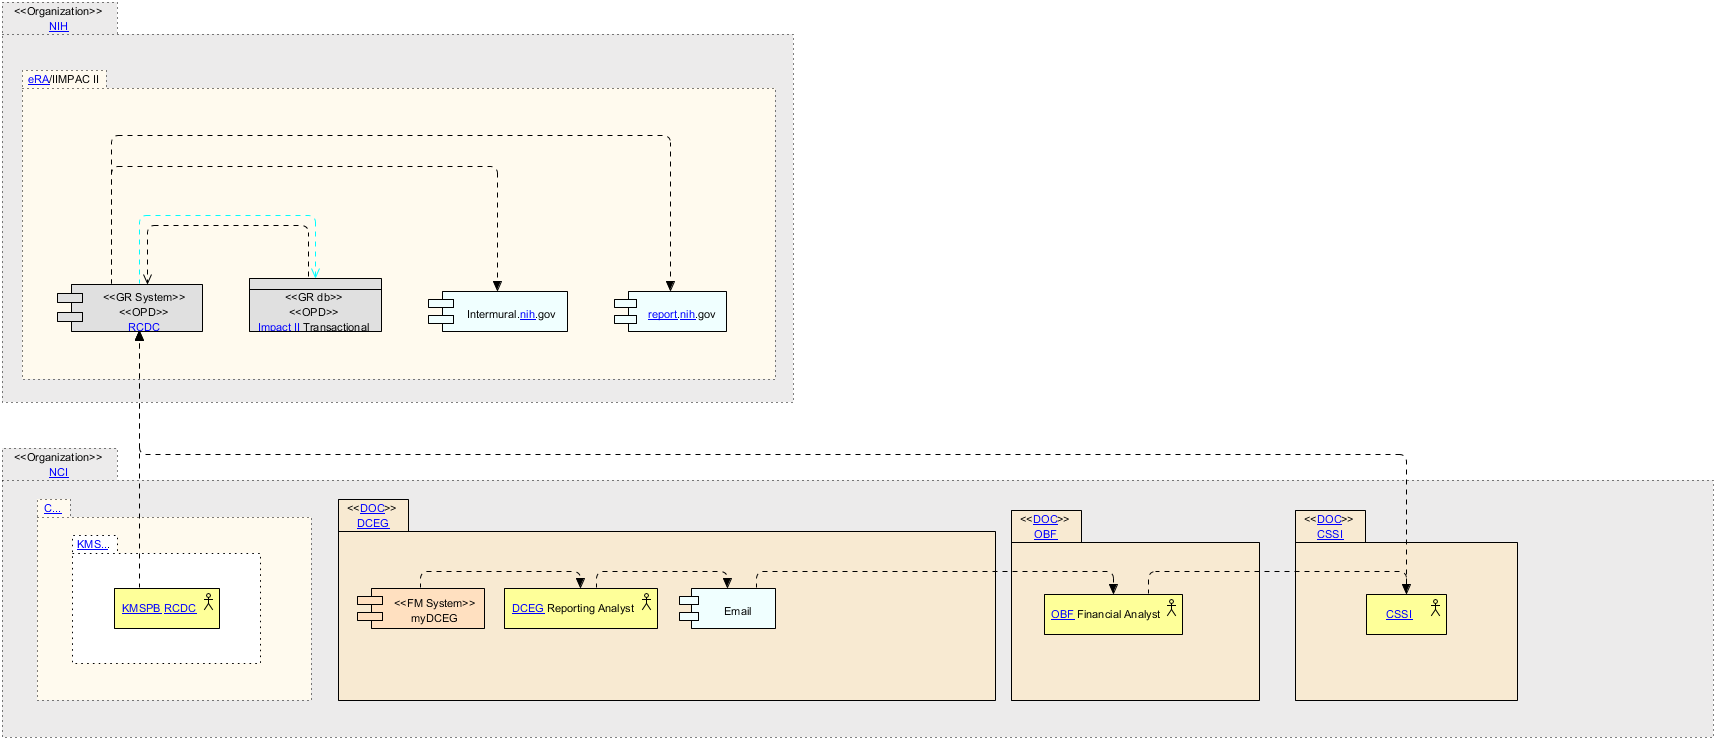 <<Organization>>
NIH
eRA/IIMPAC II
<<GR System>>
<<OPD>>
RCDC
<<GR db>>
<<OPD>>
Impact II Transactional
Intermural.nih.gov
report.nih.gov
<<Organization>>
NCI
C...
KMS...
KMSPB RCDC
<<DOC>>
DCEG
<<FM System>>
myDCEG
DCEG Reporting Analyst
Email
<<DOC>>
OBF
OBF Financial Analyst
<<DOC>>
CSSI
CSSI